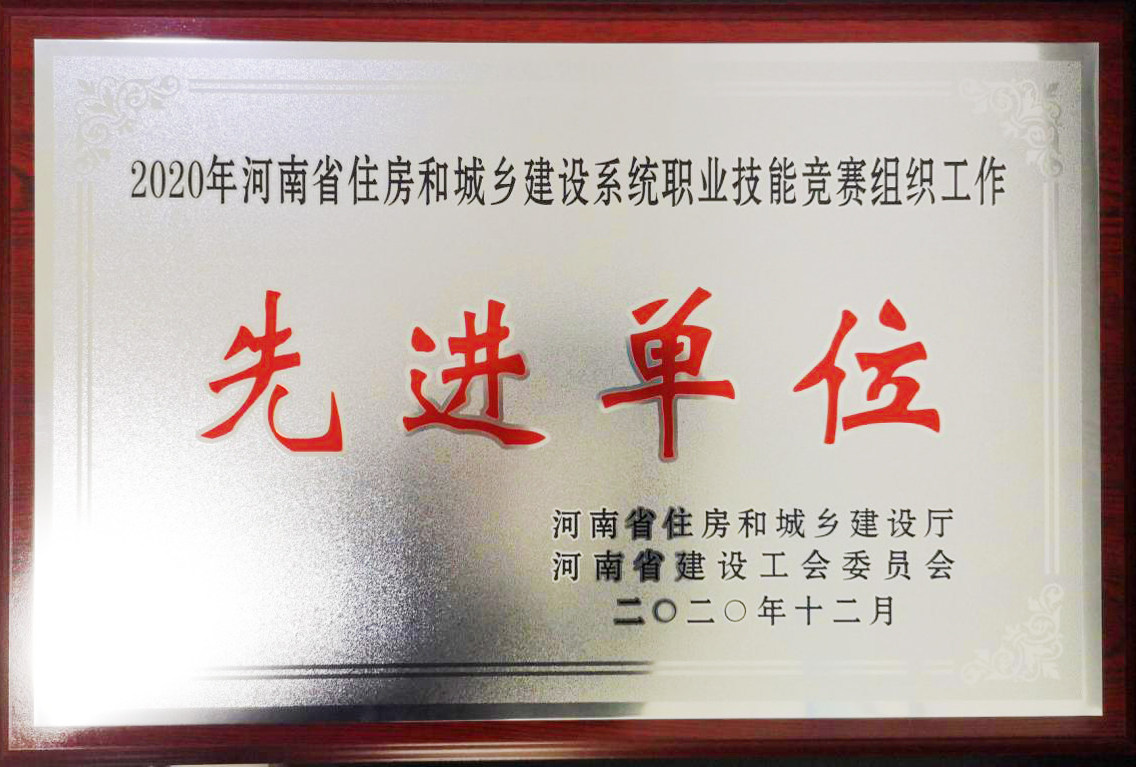 2020年河南省住房和城乡建设系统职业技能竞赛组织工作
先进单位
河南省住房和城乡建设厅
河南省建设工会委员会
二〇二〇年十二月